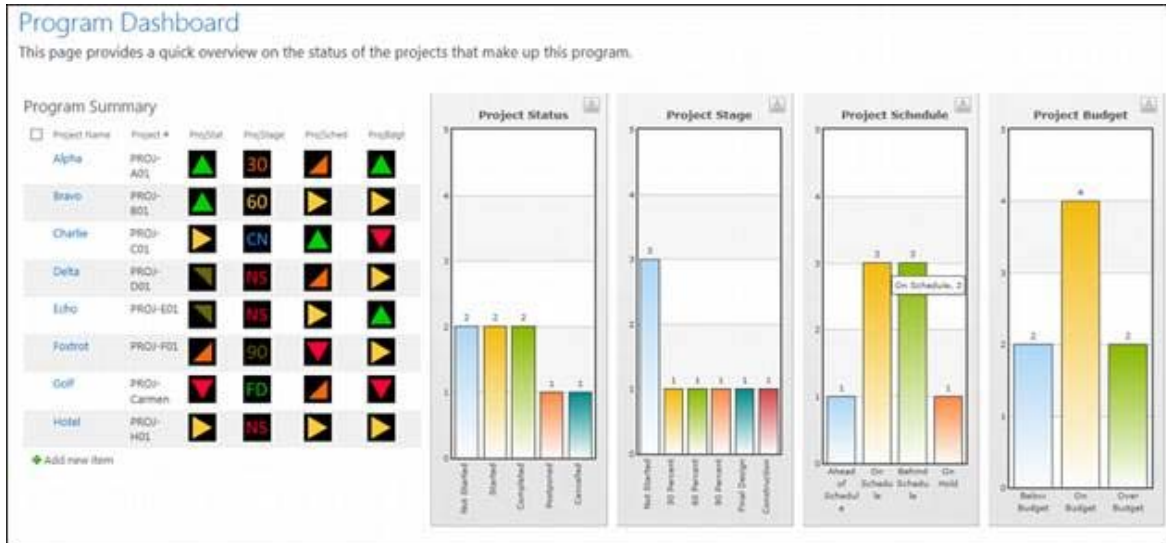 Program Dashboard
This page provides a quick overview on the status of the projects that make up this program.
Program Summary
Project Name Project # ProjStat ProjStage ProjSched ProjBdgt
Alpha PROJ-
A01
30
Bravo PROJ-
B01
60
Charlie PROJ-
C01
CN
Delta PROJ-
D01
NS
Echo PROJ-E01
NS
Foxtrot PROJ-F01
90
Golf PROJ-
Carmen
FD
Hotel PROJ-
H01
NS
Add new item
Project Status
5
4
3
2
1
0
2 2 2 1 1
Not Started
Started
Completed
Postponed
Cancelled
Project Stage
5
4
3
2
1
0
3 1 1 1 1 1
Not Started
30 Percent
60 Percent
90 Percent
Final Design
Construction
Project Schedule
5
4
3
2
1
0
1 3 3 1
On Schedule, 2
Ahead
of
Schedul
e
On
Schedu
le
Behind
Schedu
le
On
Hold
Project Budget
5
4
3
2
1
0
2 4 2
Below
Budget
On
Budget
Over
Budget